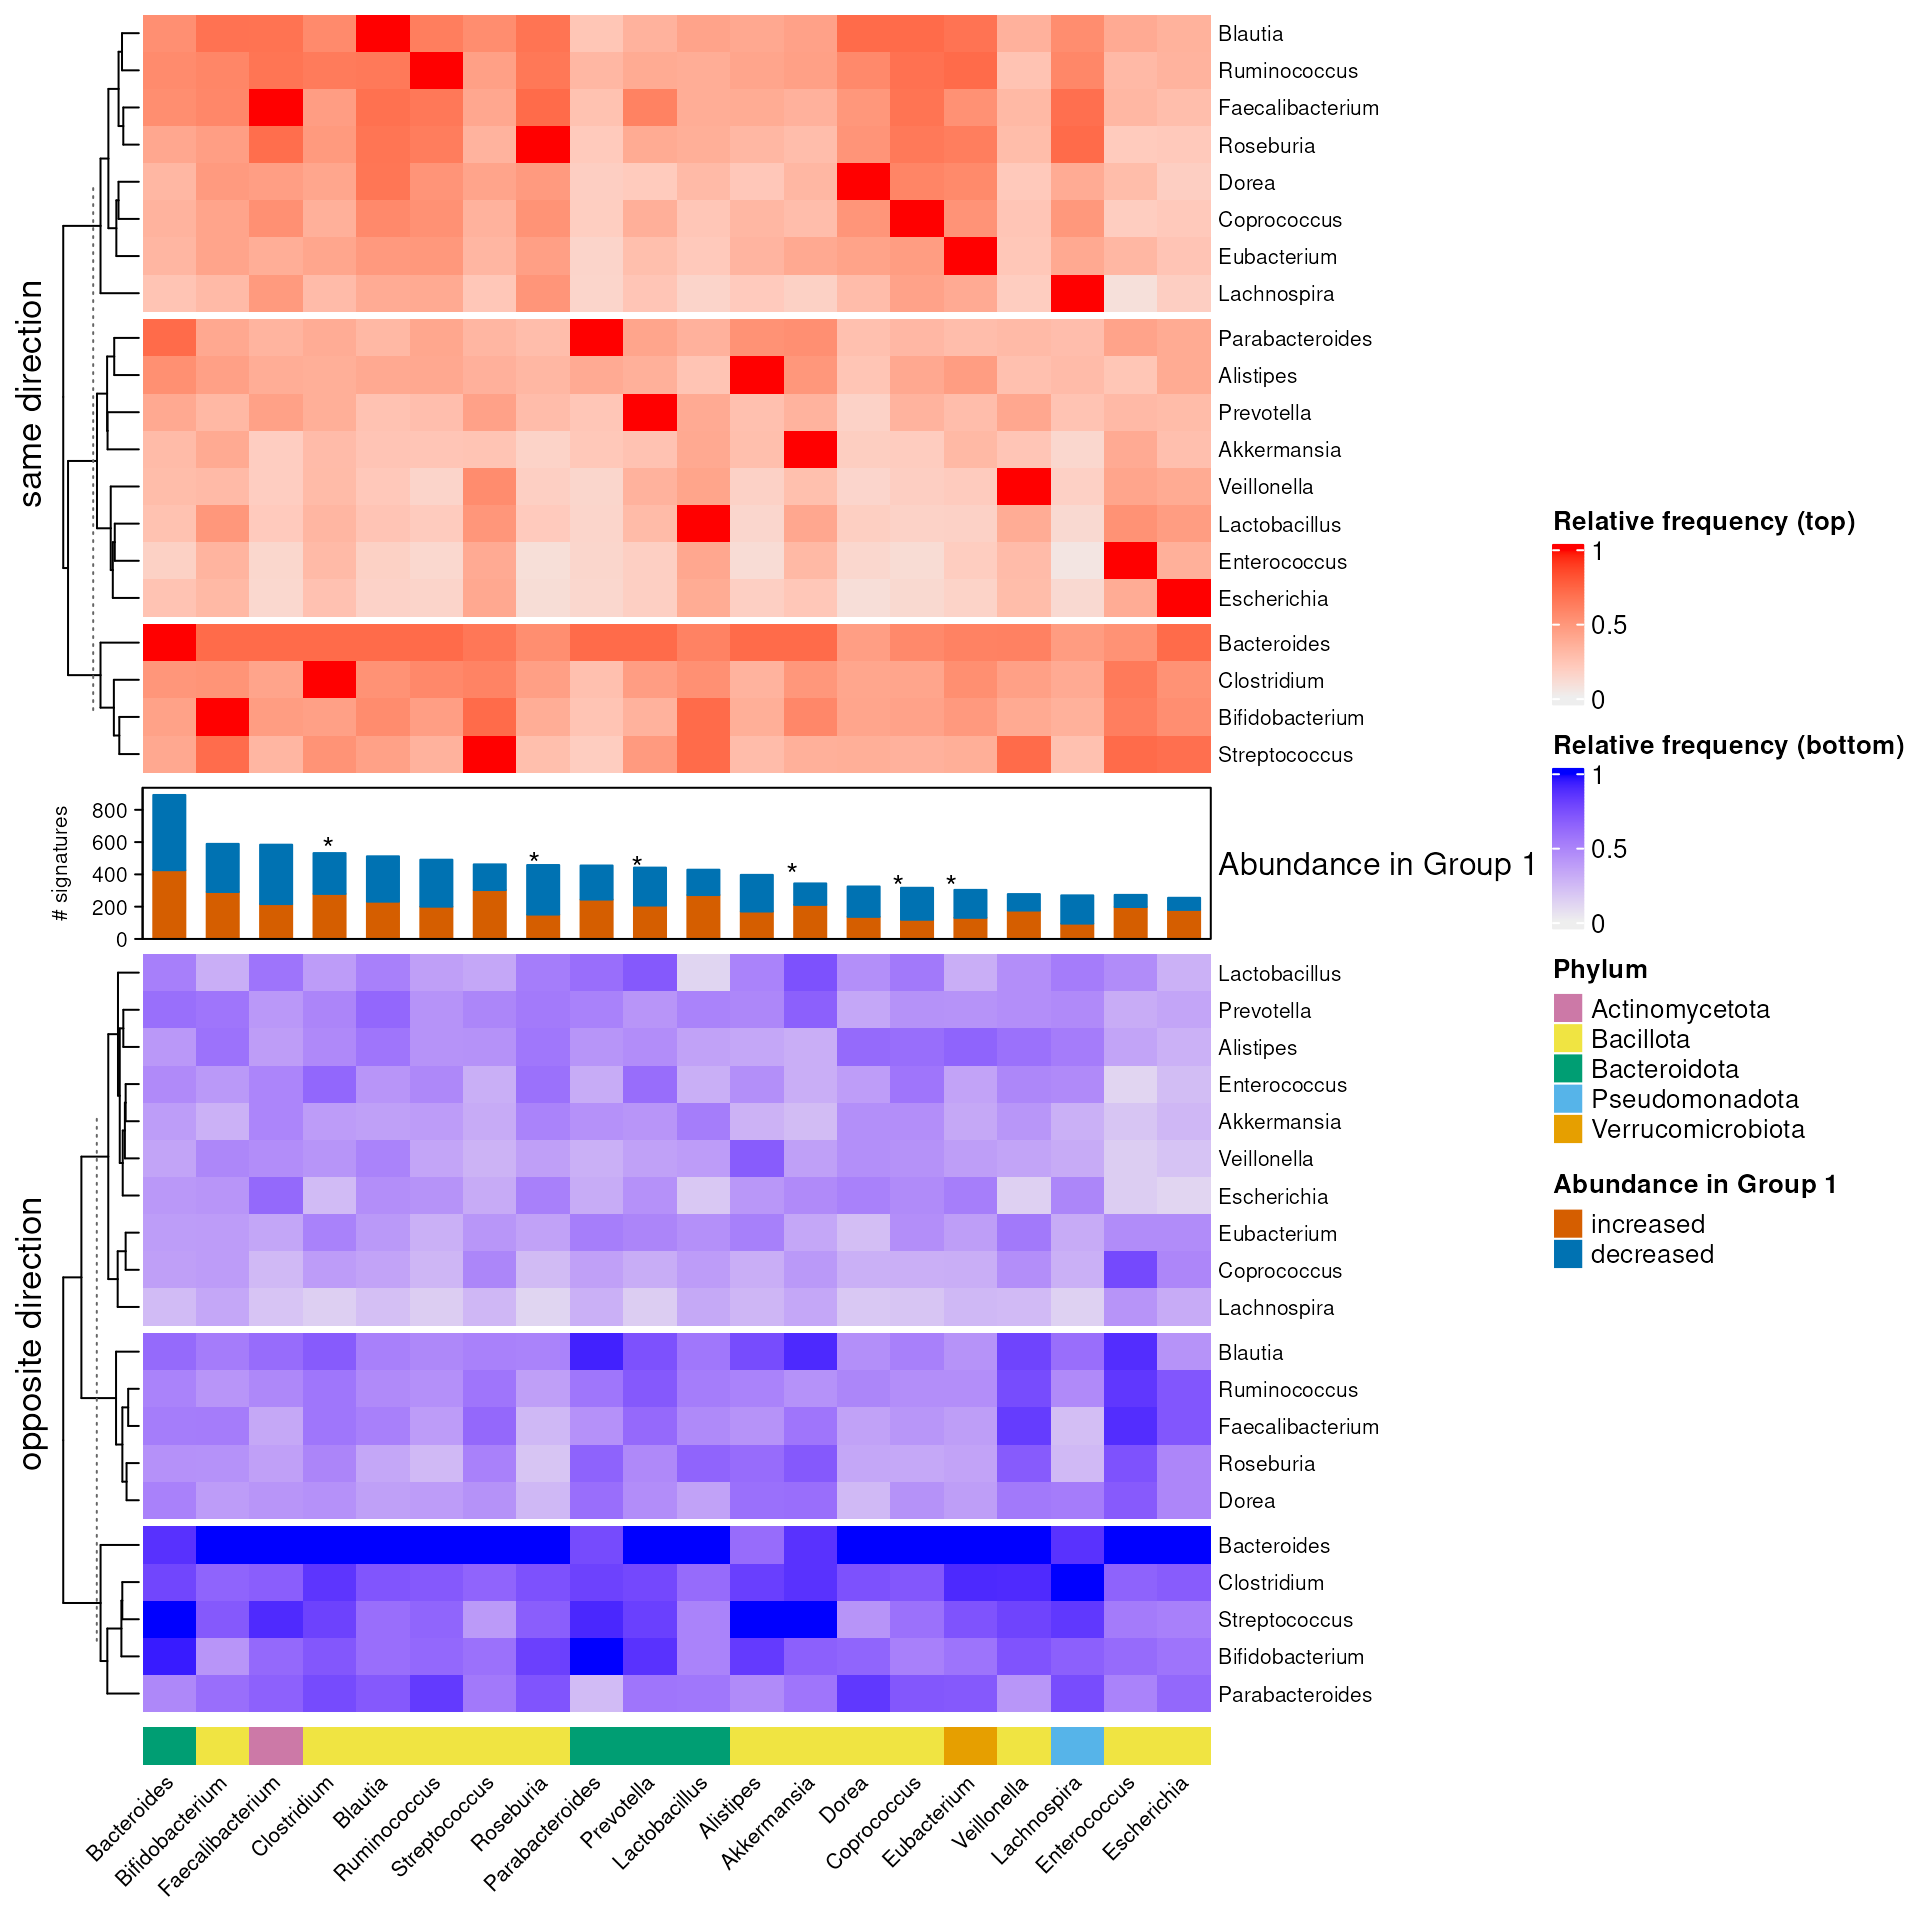 same direction
Blautia
Ruminococcus
Faecalibacterium
Roseburia
Dorea
Coprococcus
Eubacterium
Lachnospira
Parabacteroides
Alistipes
Prevotella
Akkermansia
Veillonella
Lactobacillus
Enterococcus
Escherichia
Bacteroides
Clostridium
Bifidobacterium
Streptococcus
# signatures
800
600
400
200
0
*
*
*
*
*
*
Abundance in Group 1
opposite direction
Lactobacillus
Prevotella
Alistipes
Enterococcus
Akkermansia
Veillonella
Escherichia
Eubacterium
Coprococcus
Lachnospira
Blautia
Ruminococcus
Faecalibacterium
Roseburia
Dorea
Bacteroides
Clostridium
Streptococcus
Bifidobacterium
Parabacteroides
Bacteroides
Bifidobacterium
Faecalibacterium
Clostridium
Blautia
Ruminococcus
Streptococcus
Roseburia
Parabacteroides
Prevotella
Lactobacillus
Alistipes
Akkermansia
Dorea
Coprococcus
Eubacterium
Veillonella
Lachnospira
Enterococcus
Escherichia
Relative frequency (top)
1
0.5
0
Relative frequency (bottom)
1
0.5
0
Phylum
Actinomycetota
Bacillota
Bacteroidota
Pseudomonadota
Verrucomicrobiota
Abundance in Group 1
increased
decreased